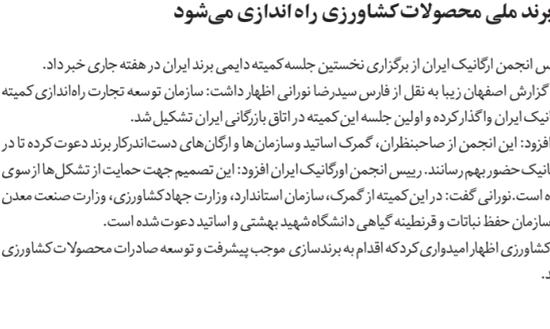 برند ملی محصولات کشاورزی راه اندازی می‌شود
س انجمن ارگانیک ایران از برگزاری نخستین جلسه کمیته دایمی برند ایران در هفته جاری خبر داد.
گزارش اصفهان زیبا به نقل از فارس سیدرضا نورانی اظهار داشت: سازمان توسعه تجارت راه‌اندازی کمیته
نیک ایران واگذار کرده و اولین جلسه این کمیته در اتاق بازرگانی ایران تشکیل شد.
فزود: این انجمن از صاحبنظران، گمرک اساتید و سازمان‌ها و ارگان‌های دست‌اندرکار برند دعوت کرده تا در
انیک حضور بهم رسانند. رییس انجمن اورگانیک ایران افزود: این تصمیم جهت حمایت از تشکل‌ها از سوی
ه است.نورانی گفت: در این کمیته از گمرک، سازمان استاندارد، وزارت جهاد کشاورزی، وزارت صنعت معدن
سازمان حفظ نباتات و قرنطینه گیاهی دانشگاه شهید بهشتی و اساتید دعوت شده است.
کشاورزی اظهار امیدواری کرد که اقدام به برندسازی موجب پیشرفت و توسعه صادرات محصولات کشاورزی
د.